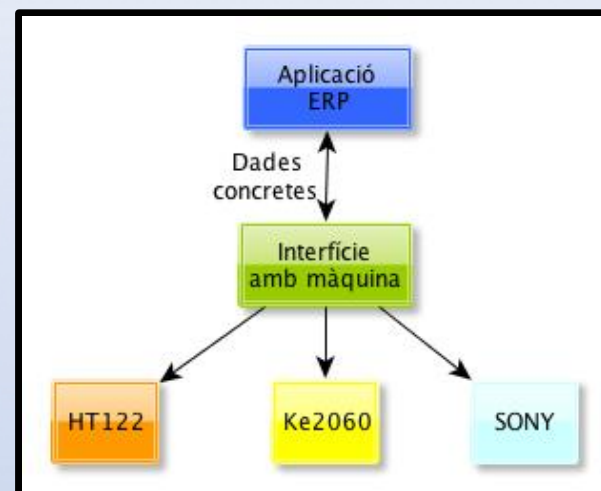 Aplicació
ERP
Dades
concretes
Interfície
amb màquina
HT122
Ke2060
SONY